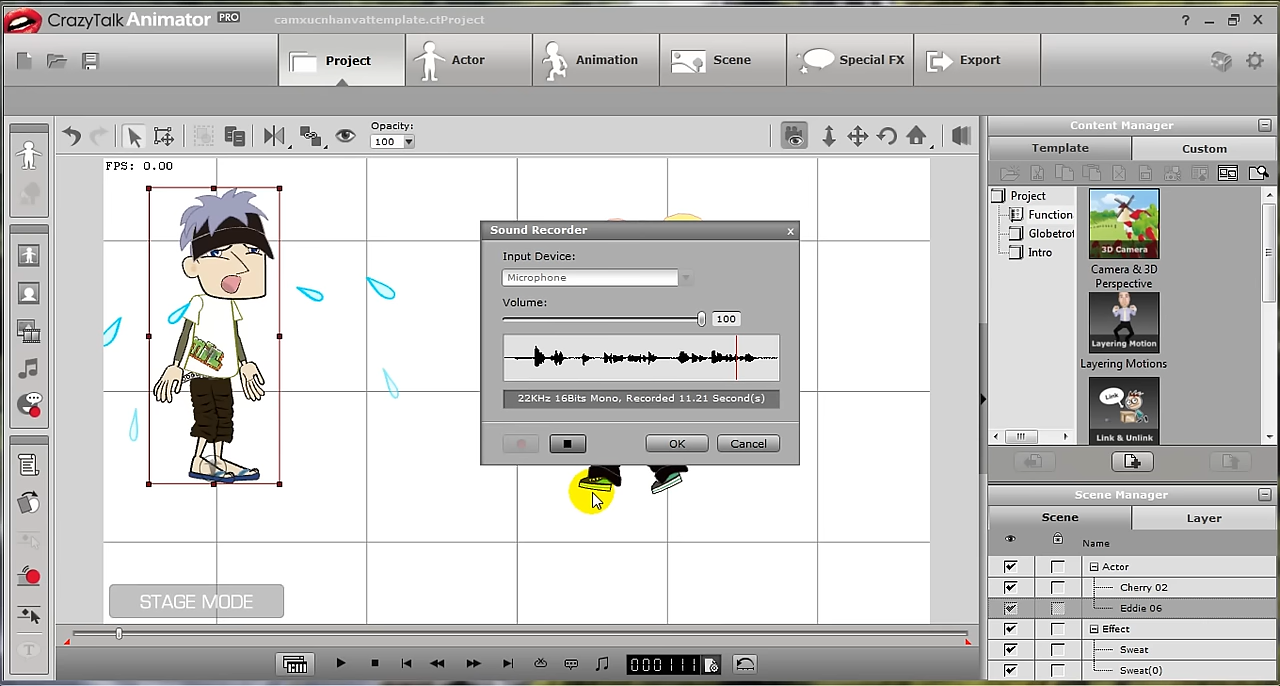 CrazyTalk Animator PRO
camxucnhanvattemplate.ctProject
Project
Actor
Animation
Scene
Special FX
Export
Opacity:
100
FPS: 0.00
Sound Recorder
x
Input Device:
Microphone
Volume:
100
22KHz 16Bits Mono, Recorded 11.21 Second(s)
OK
Cancel
STAGE MODE
000111
Content Manager
Template
Custom
Project
Function
Globetrot
Intro
3D Camera
Camera & 3D
Perspective
Layering Motion
Layering Motions
Link
Link & Unlink
Scene Manager
Scene
Layer
Name
Actor
Cherry 02
Eddie 06
Effect
Sweat
Sweat(0)
T